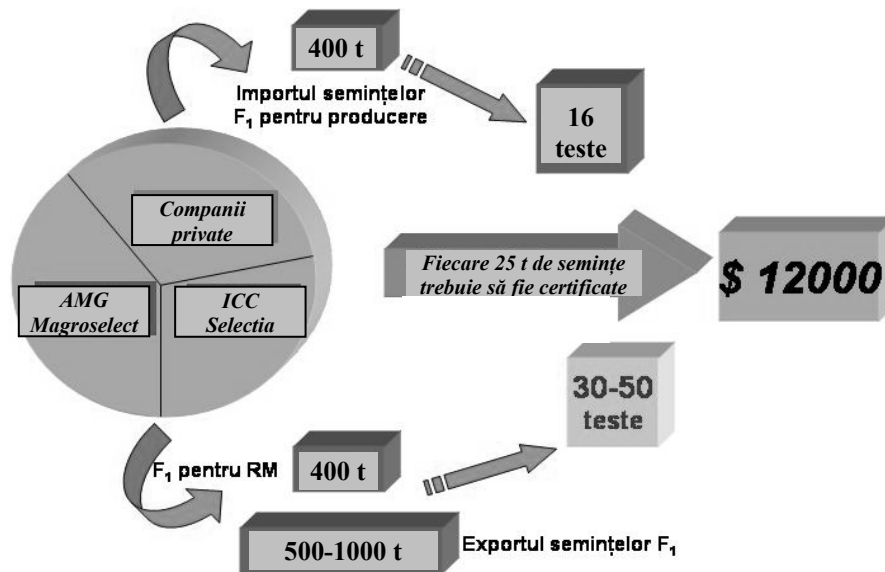 400 t
Importul semințelor
F₁ pentru producere
16
teste
Companii
private
AMG
Magroselect
ICC
Selectia
Fiecare 25 t de semințe
trebuie să fie certificate
$ 12000
30-50
teste
F₁ pentru RM
400 t
500-1000 t
Exportul semințelor F₁